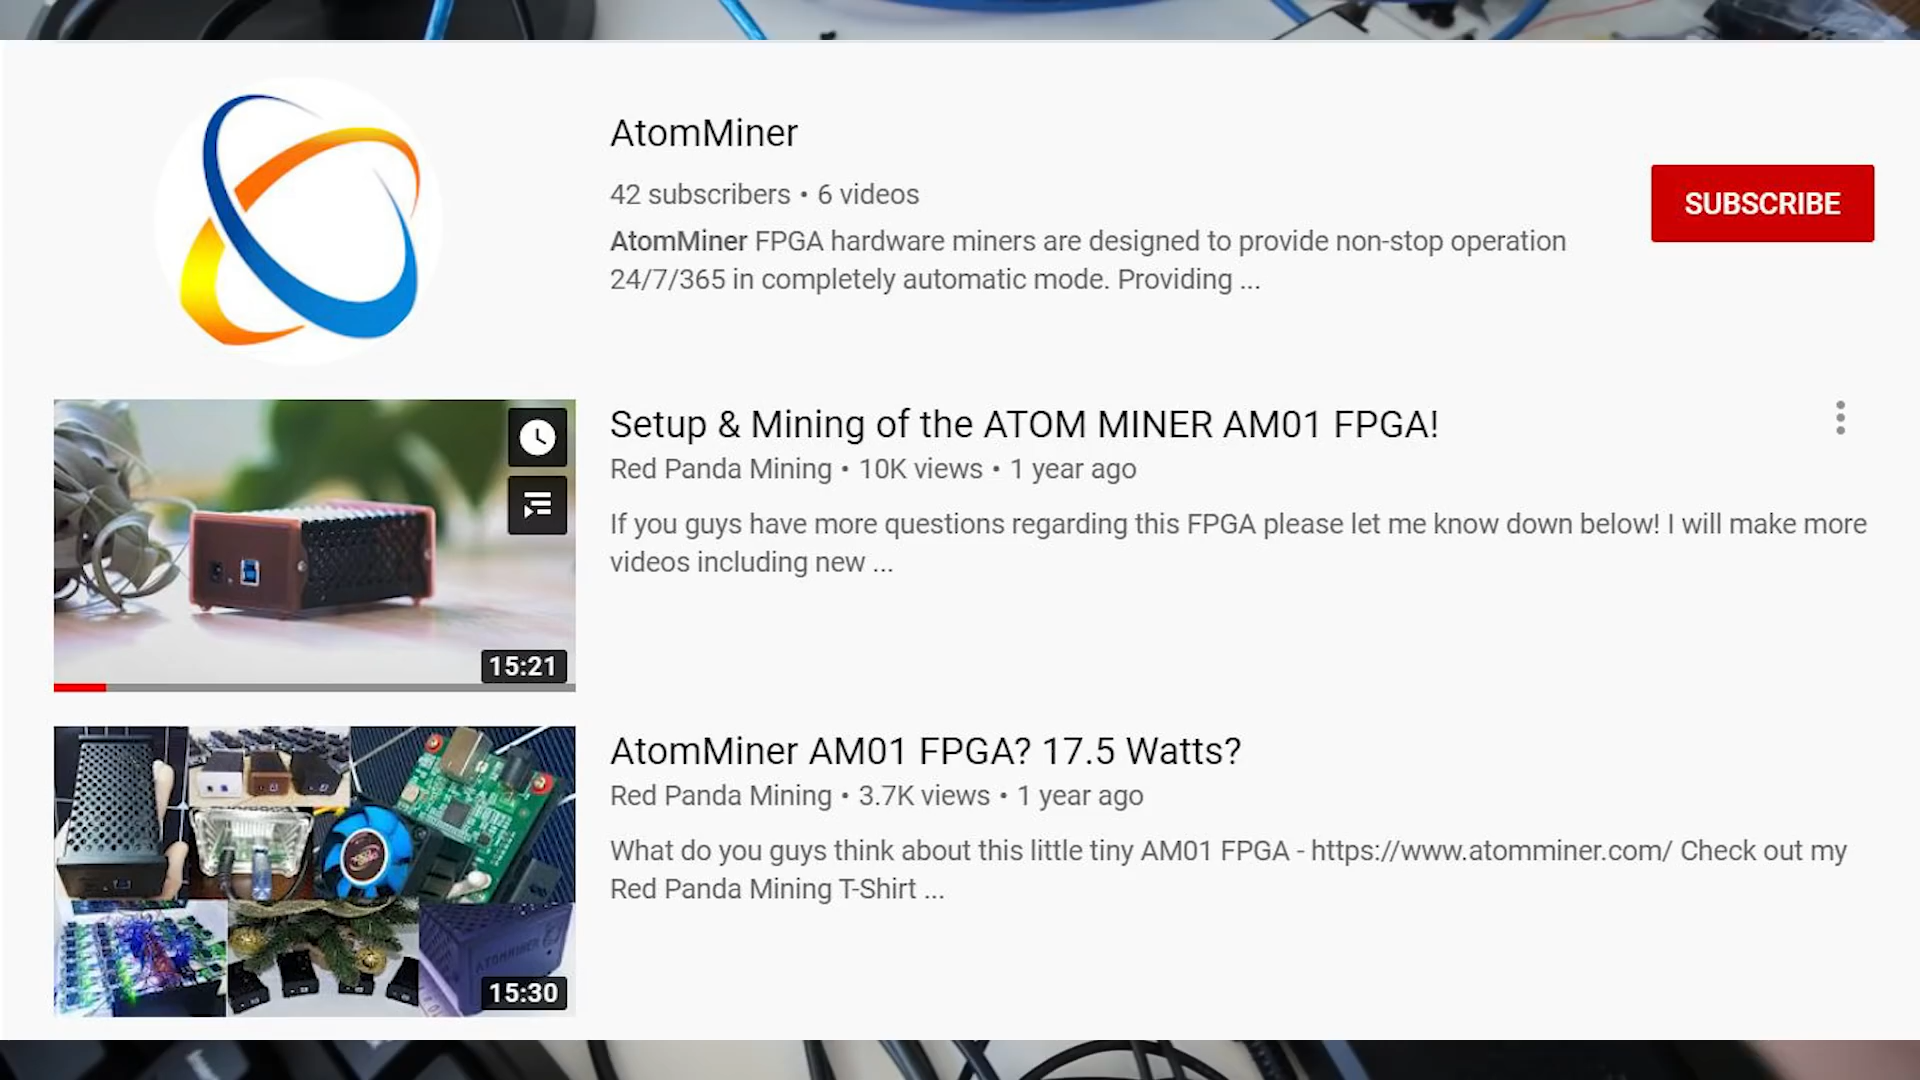 AtomMiner
42 subscribers • 6 videos
AtomMiner FPGA hardware miners are designed to provide non-stop operation
24/7/365 in completely automatic mode. Providing ...
SUBSCRIBE
Setup & Mining of the ATOM MINER AM01 FPGA!
Red Panda Mining • 10K views • 1 year ago
If you guys have more questions regarding this FPGA please let me know down below! I will make more
videos including new ...
15:21
AtomMiner AM01 FPGA? 17.5 Watts?
Red Panda Mining • 3.7K views • 1 year ago
What do you guys think about this little tiny AM01 FPGA - https://www.atomminer.com/ Check out my
Red Panda Mining T-Shirt ...
ATOMMINER
15:30